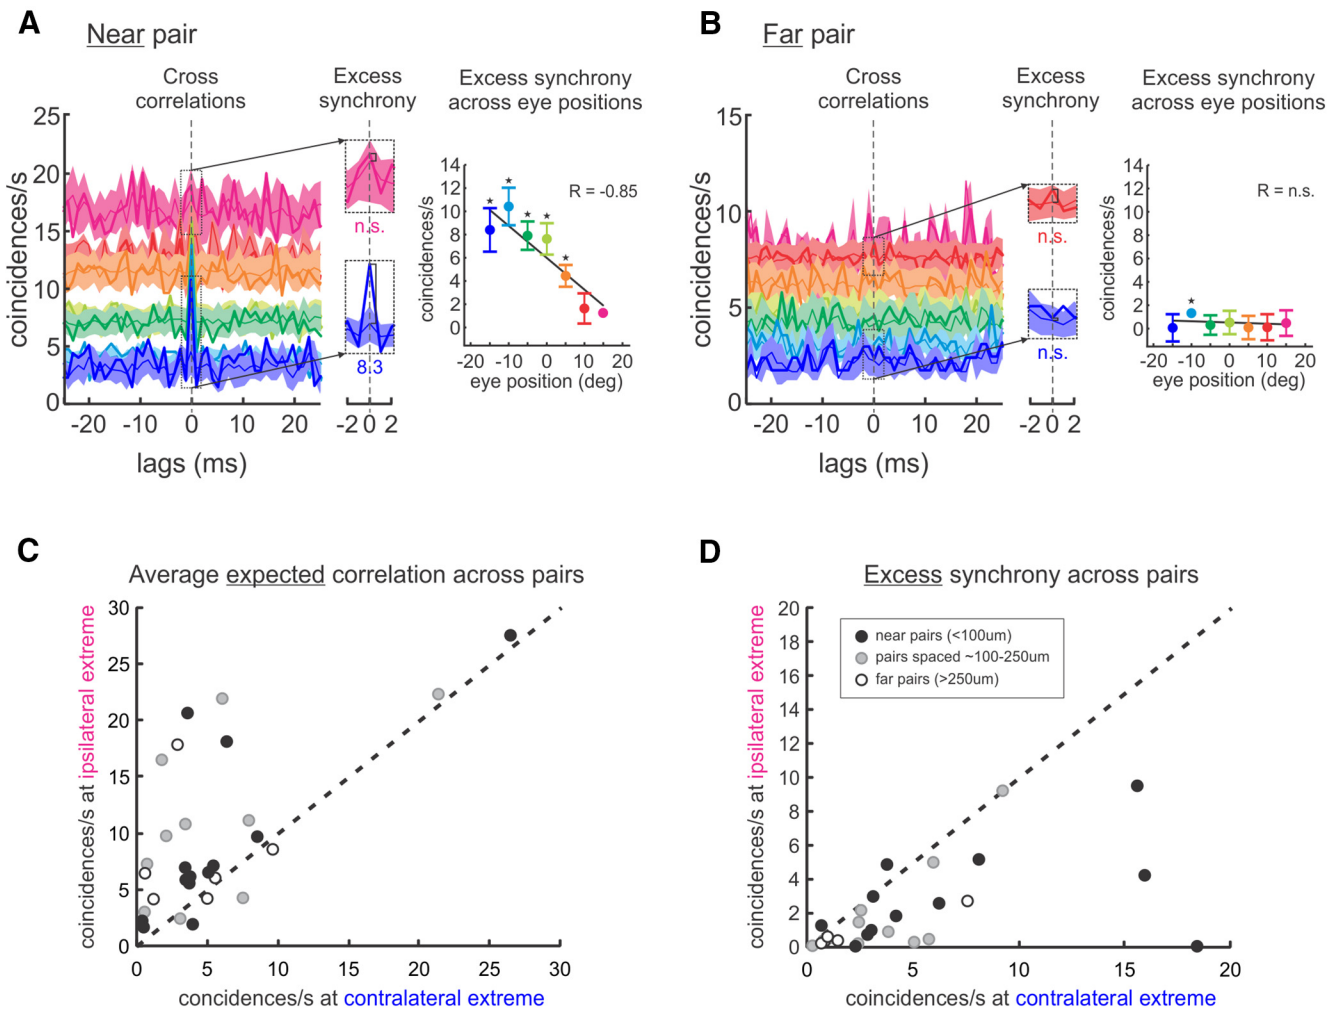 A
Near pair
Cross
correlations
Excess
synchrony
Excess synchrony
across eye positions
25
20
15
10
5
0
coincidences/s
-20 -10 0 10 20
lags (ms)
n.s.
8.3
-2 0 2
14
12
10
8
6
4
2
0
coincidences/s
R = -0.85
★ ★ ★ ★ ★
-20 -10 0 10 20
eye position (deg)
B
Far pair
Cross
correlations
Excess
synchrony
Excess synchrony
across eye positions
15
10
5
0
coincidences/s
-20 -10 0 10 20
lags (ms)
n.s.
n.s.
-2 0 2
14
12
10
8
6
4
2
0
coincidences/s
R = n.s.
★
-20 -10 0 10 20
eye position (deg)
C
Average expected correlation across pairs
30
25
20
15
10
5
0
coincidences/s at ipsilateral extreme
0 5 10 15 20 25 30
concidences/s at contralateral extreme
D
Excess synchrony across pairs
20
18
16
14
12
10
8
6
4
2
0
coincidences/s at ipsilateral extreme
near pairs (<100um)
pairs spaced ~100-250um
far pairs (>250um)
0 5 10 15 20
coincidences/s at contralateral extreme